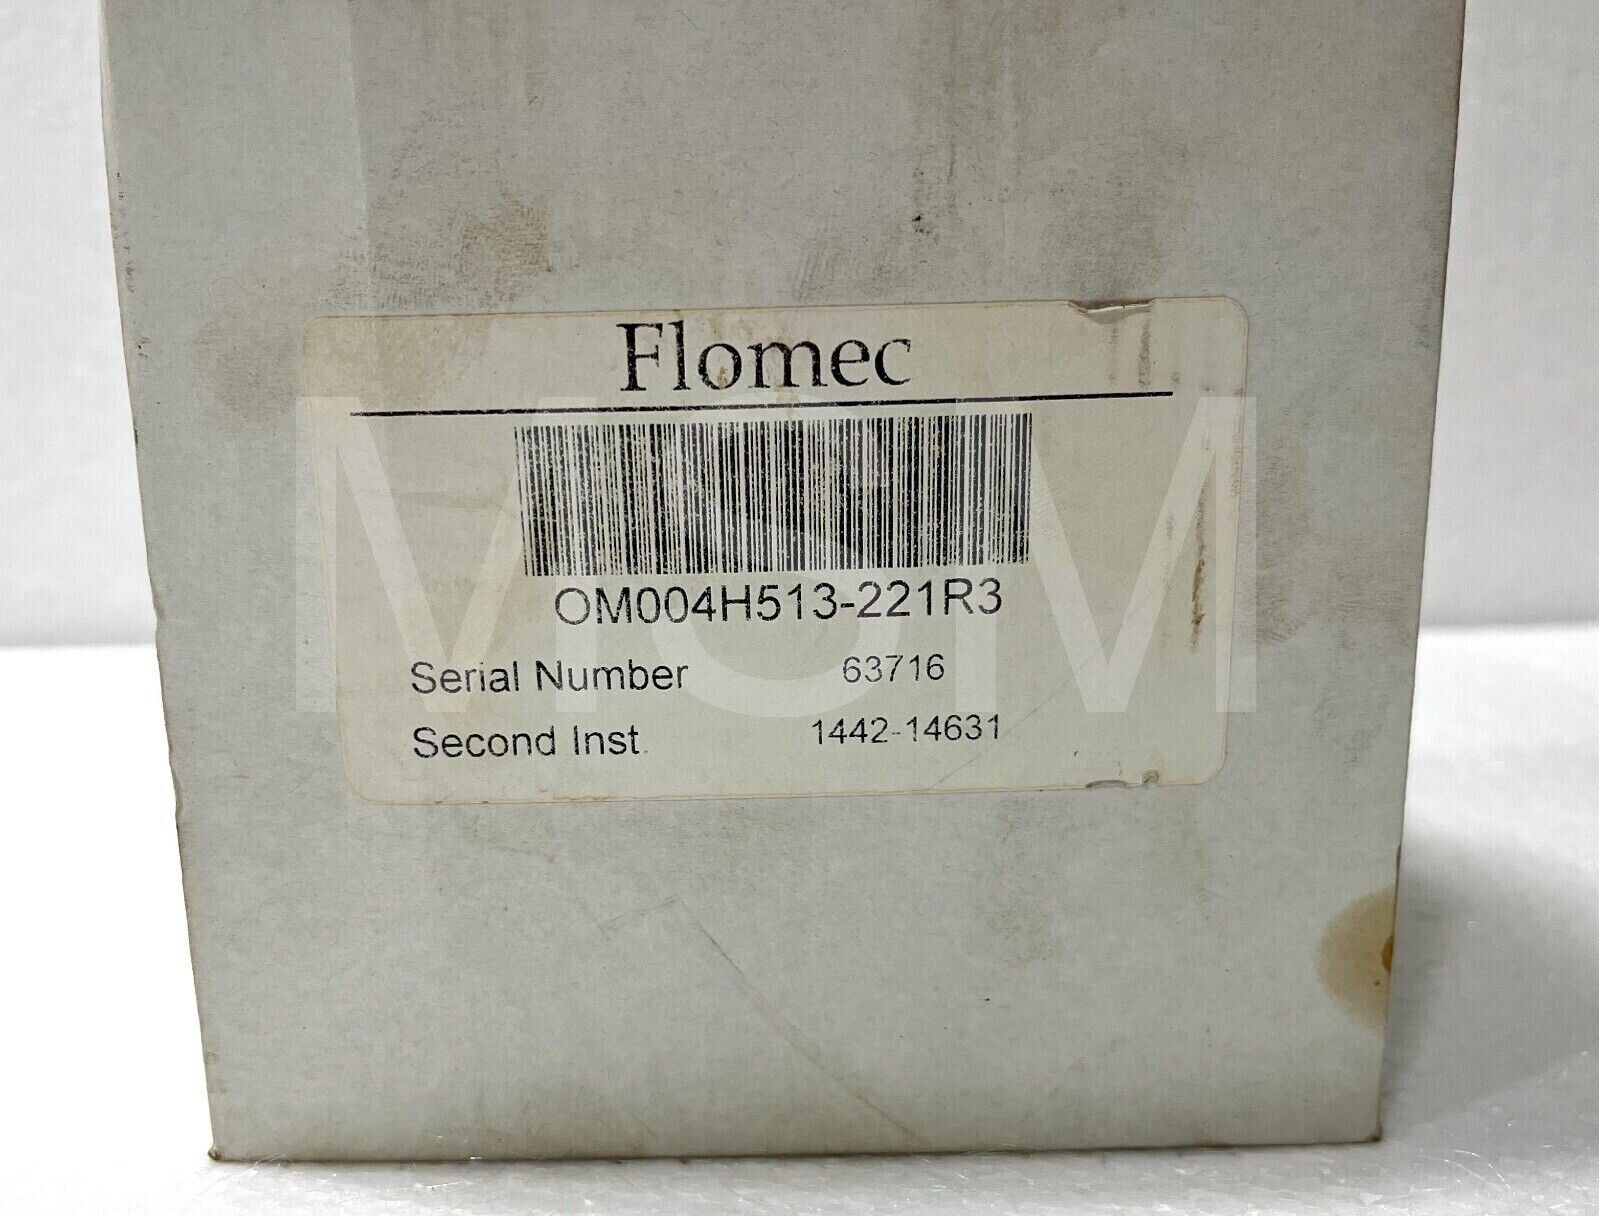 Flomec
OM004H513-221R3
Serial Number 63716
Second Inst. 1442-14631
MCM